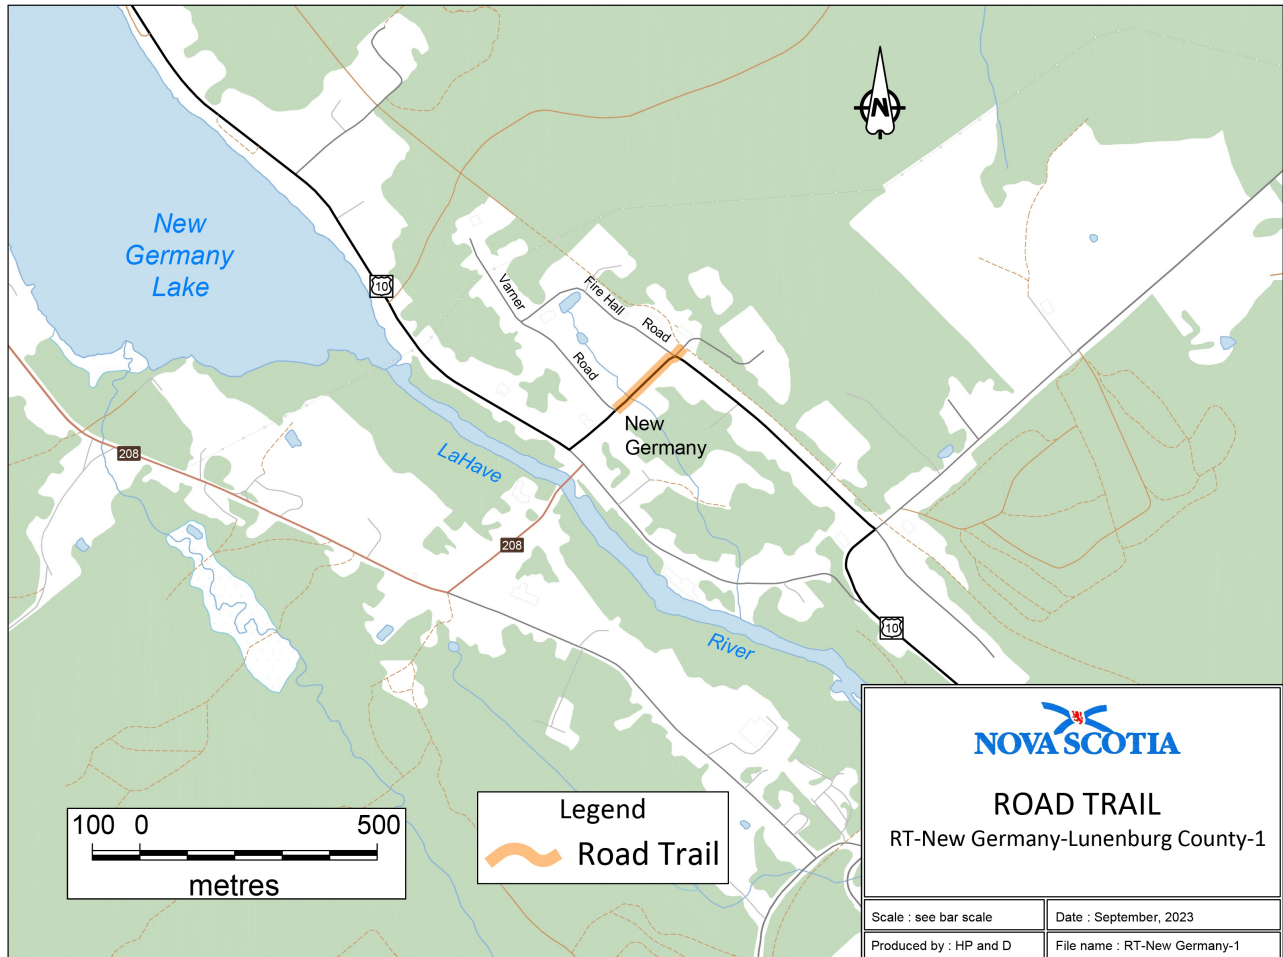 N
New
Germany
Lake
10
Varner
Road
Fire Hall
Road
New
Germany
LaHave
208
208
River
10
100 0 500
metres
Legend
Road Trail
NOVA SCOTIA
ROAD TRAIL
RT-New Germany-Lunenburg County-1
Scale : see bar scale
Date : September, 2023
Produced by : HP and D
File name : RT-New Germany-1